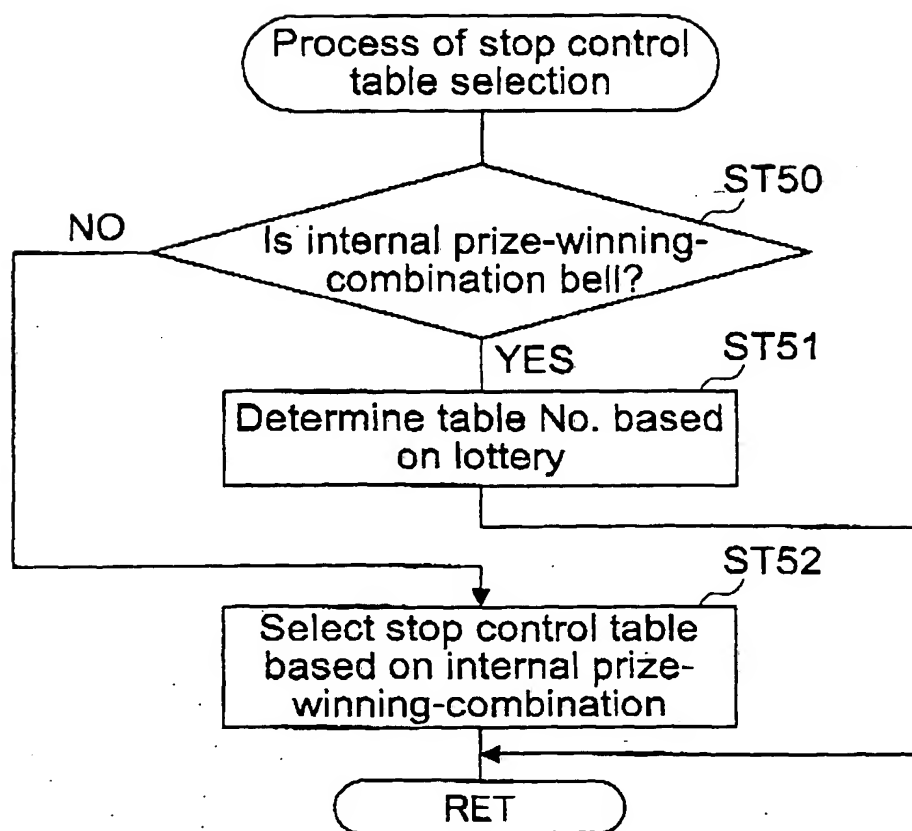 Process of stop control
table selection
ST50
NO
Is internal prize-winning-
combination bell?
YES
ST51
Determine table No. based
on lottery
ST52
Select stop control table
based on internal prize-
winning-combination
RET